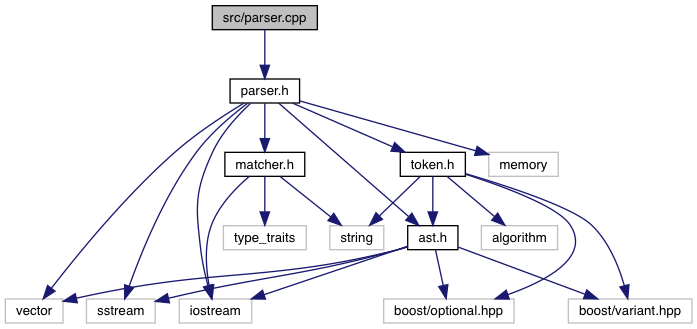 src/parser.cpp
parser.h
matcher.h
token.h
memory
type_traits
string
ast.h
algorithm
vector
sstream
iostream
boost/optional.hpp
boost/variant.hpp